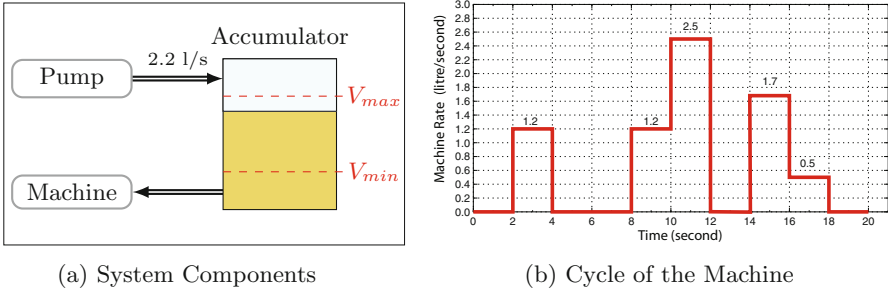 Accumulator
2.2 l/s
Pump
V_max
V_min
Machine
(a) System Components
Machine Rate (litre/second)
3.0
2.8
2.6
2.4
2.2
2.0
1.8
1.6
1.4
1.2
1.0
0.8
0.6
0.4
0.2
0.0
1.2
1.2
2.5
1.7
0.5
0 2 4 6 8 10 12 14 16 18 20
Time (second)
(b) Cycle of the Machine